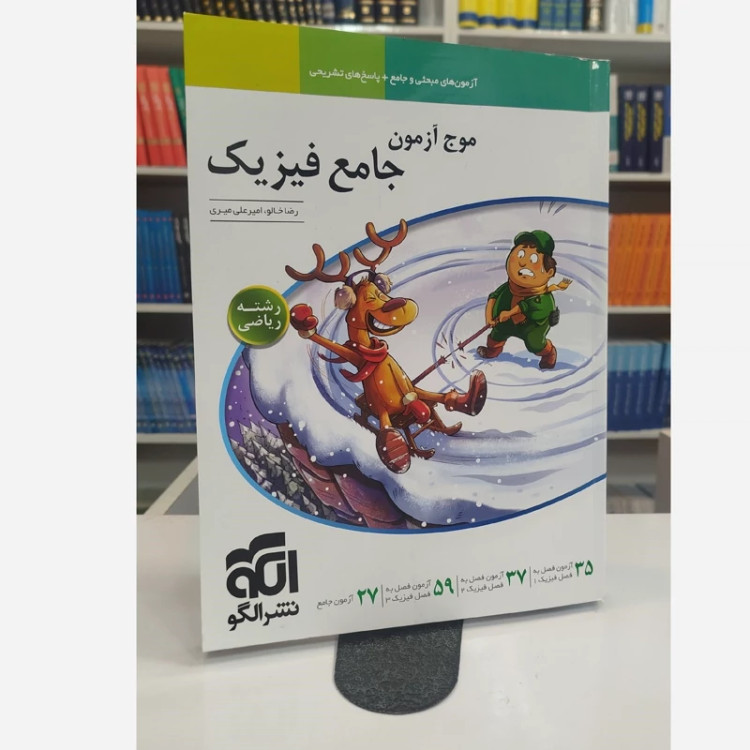 آزمون‌های مبحثی و جامع + پاسخ‌های تشریحی
موج آزمون
جامع فیزیک
رضا خالو، امیرعلی میری
رشته
ریاضی
۳۵ آزمون فصل به
فصل فیزیک ۱
۳۷ آزمون فصل به
فصل فیزیک ۲
۵۹ آزمون فصل به
فصل فیزیک ۳
۲۷ آزمون جامع
الگو
نشر الگو